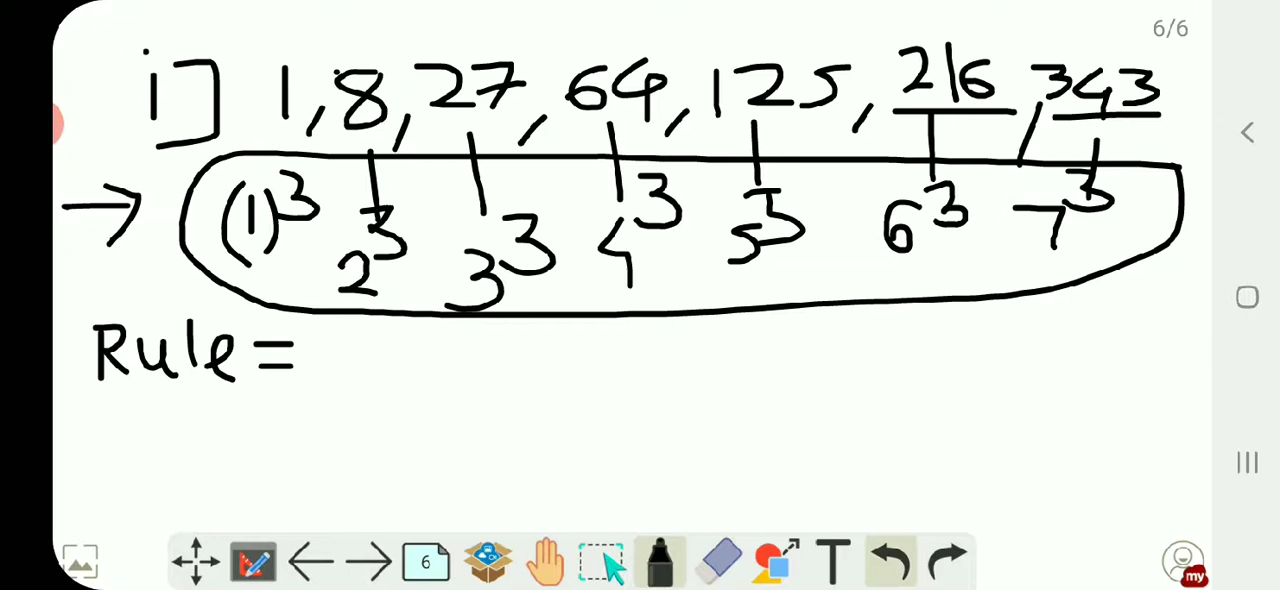 6/6
i] 1, 8, 27, 64, 125, 216, 343
→ (1)³ 2³ 3³ 4³ 5³ 6³ 7³
Rule =
6
T
my